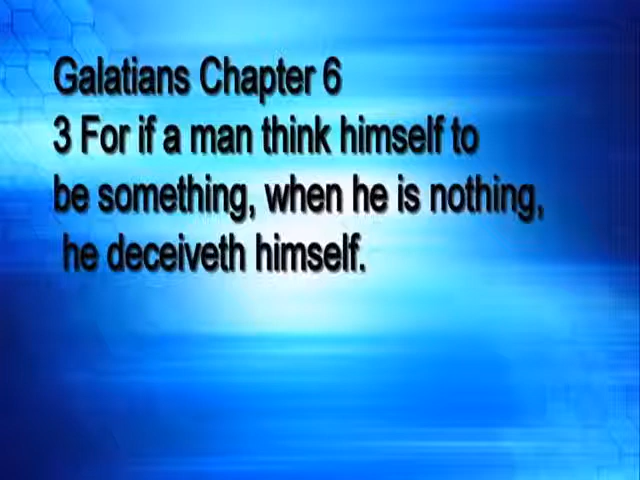 Galatians Chapter 6
3 For if a man think himself to
be something, when he is nothing,
he deceiveth himself.